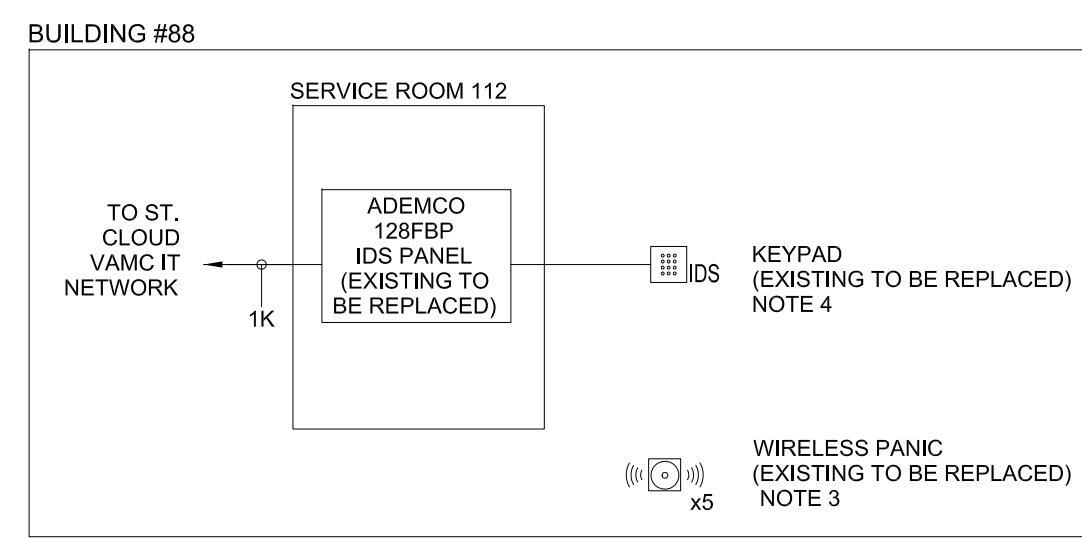 BUILDING #88
SERVICE ROOM 112
TO ST.
CLOUD
VAMC IT
NETWORK
1K
ADEMCO
128FBP
IDS PANEL
(EXISTING TO
BE REPLACED)
IDS
KEYPAD
(EXISTING TO BE REPLACED)
NOTE 4
x5
WIRELESS PANIC
(EXISTING TO BE REPLACED)
NOTE 3